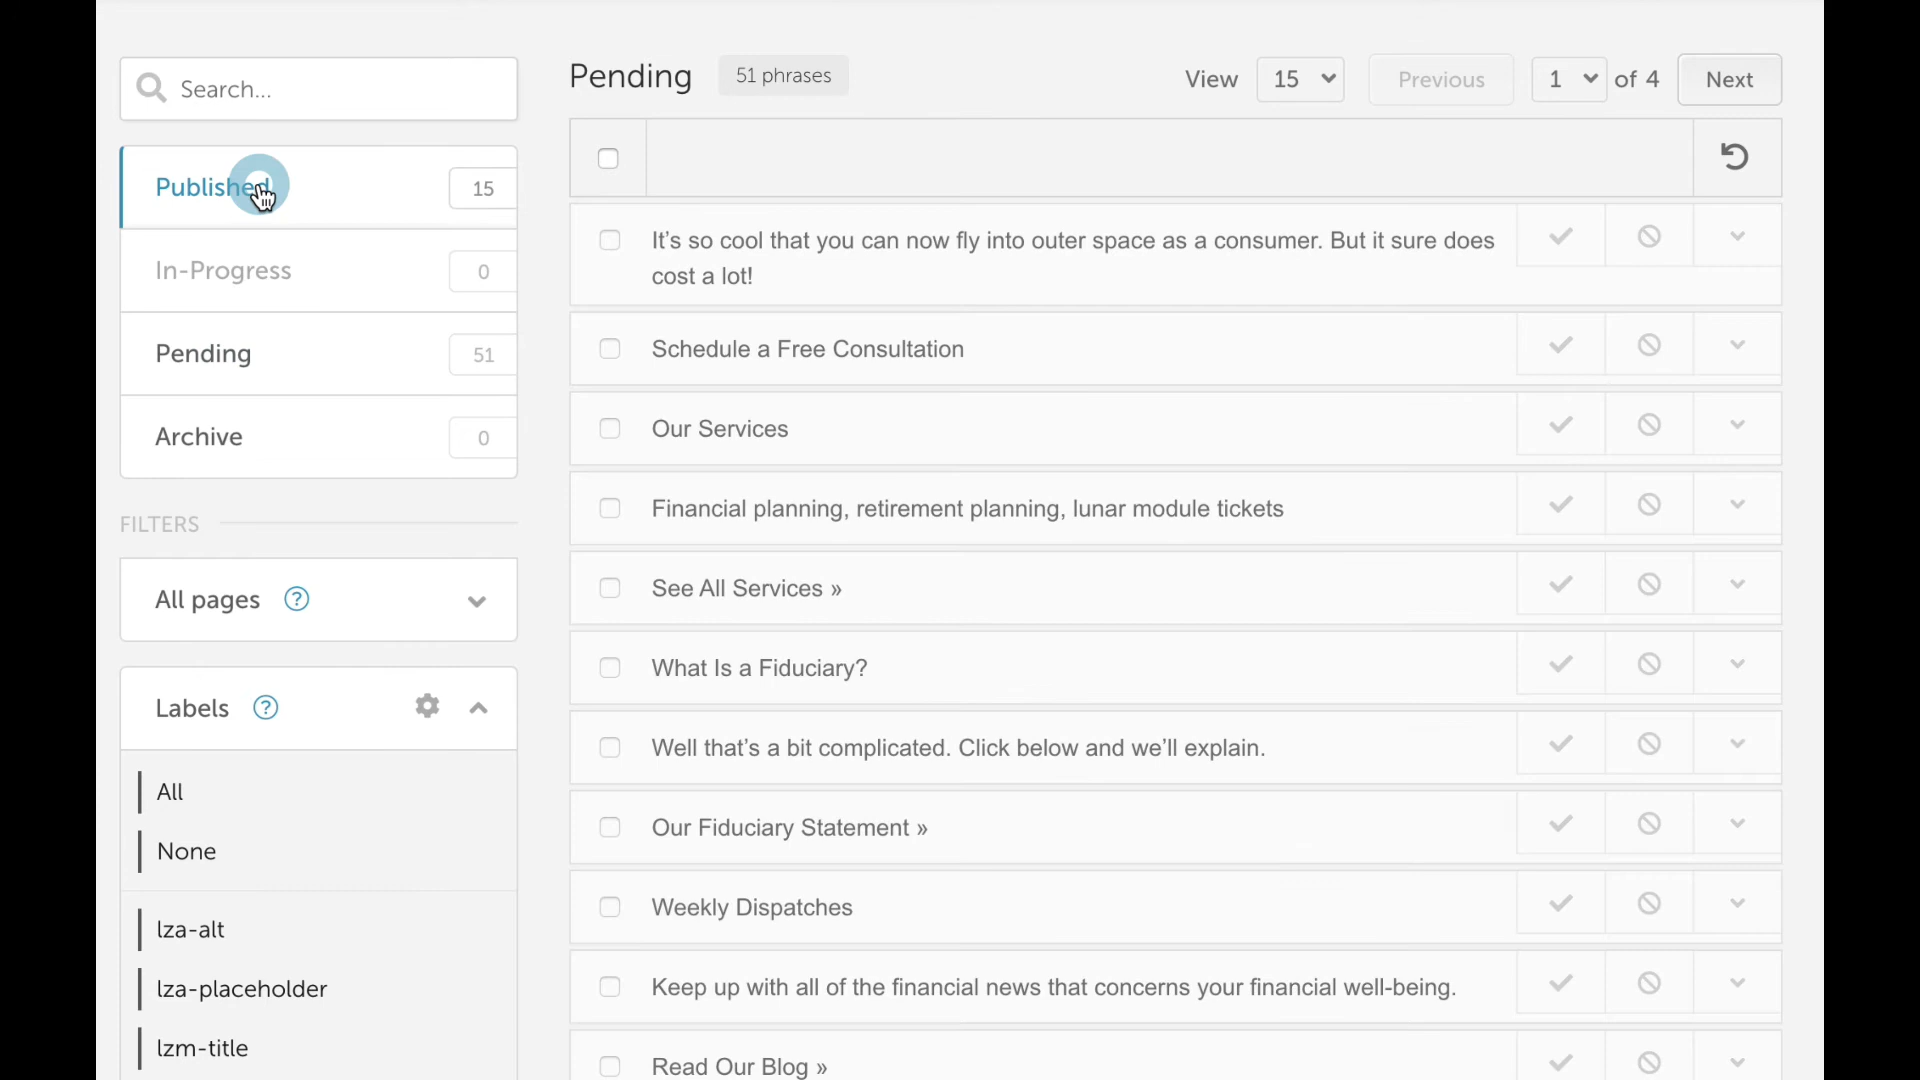 Search...
Published 15
In-Progress 0
Pending 51
Archive 0
FILTERS
All pages ?
Labels ?
All
None
lza-alt
lza-placeholder
lzm-title
Pending 51 phrases View 15 Previous 1 of 4 Next
It’s so cool that you can now fly into outer space as a consumer. But it sure does
cost a lot!
Schedule a Free Consultation
Our Services
Financial planning, retirement planning, lunar module tickets
See All Services »
What Is a Fiduciary?
Well that’s a bit complicated. Click below and we’ll explain.
Our Fiduciary Statement »
Weekly Dispatches
Keep up with all of the financial news that concerns your financial well-being.
Read Our Blog »